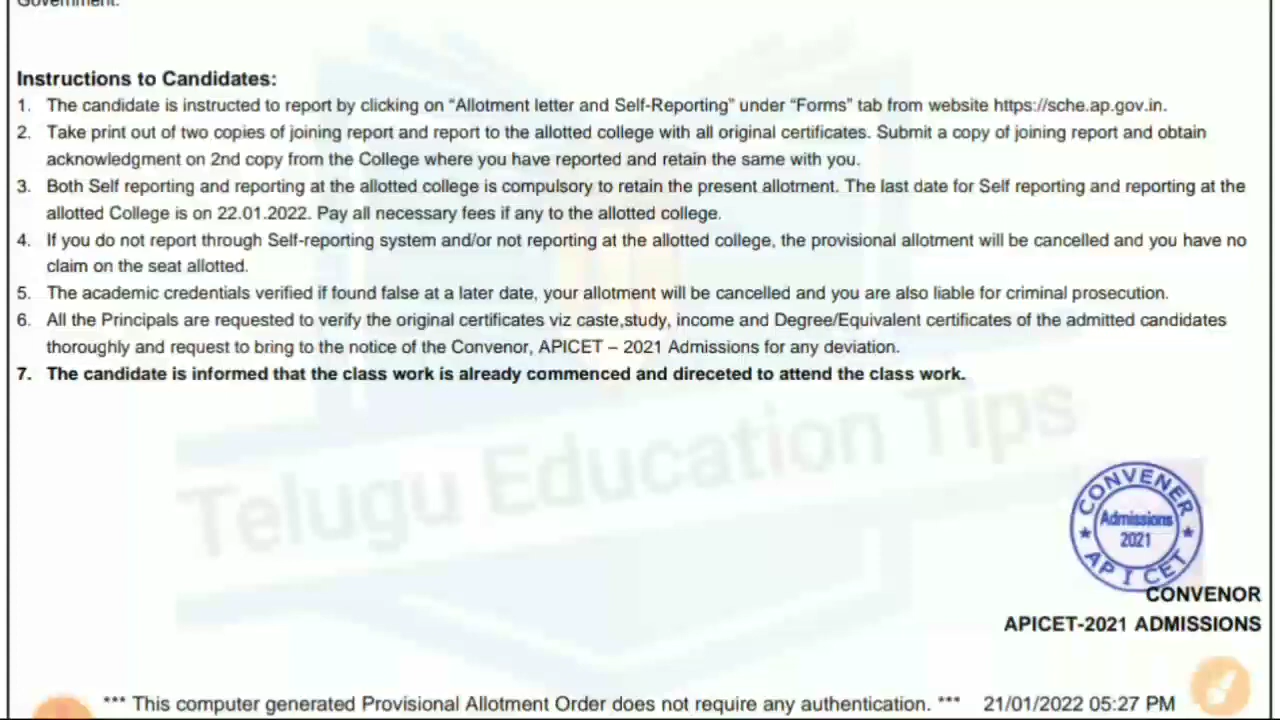 Government.
Instructions to Candidates:
1. The candidate is instructed to report by clicking on “Allotment letter and Self-Reporting” under “Forms” tab from website https://sche.ap.gov.in.
2. Take print out of two copies of joining report and report to the allotted college with all original certificates. Submit a copy of joining report and obtain
acknowledgment on 2nd copy from the College where you have reported and retain the same with you.
3. Both Self reporting and reporting at the allotted college is compulsory to retain the present allotment. The last date for Self reporting and reporting at the
allotted College is on 22.01.2022. Pay all necessary fees if any to the allotted college.
4. If you do not report through Self-reporting system and/or not reporting at the allotted college, the provisional allotment will be cancelled and you have no
claim on the seat allotted.
5. The academic credentials verified if found false at a later date, your allotment will be cancelled and you are also liable for criminal prosecution.
6. All the Principals are requested to verify the original certificates viz caste,study, income and Degree/Equivalent certificates of the admitted candidates
thoroughly and request to bring to the notice of the Convenor, APICET – 2021 Admissions for any deviation.
7. The candidate is informed that the class work is already commenced and direceted to attend the class work.
Telugu Education Tips
CONVENER
Admissions
2021
AP ICET
CONVENOR
APICET-2021 ADMISSIONS
*** This computer generated Provisional Allotment Order does not require any authentication. *** 21/01/2022 05:27 PM